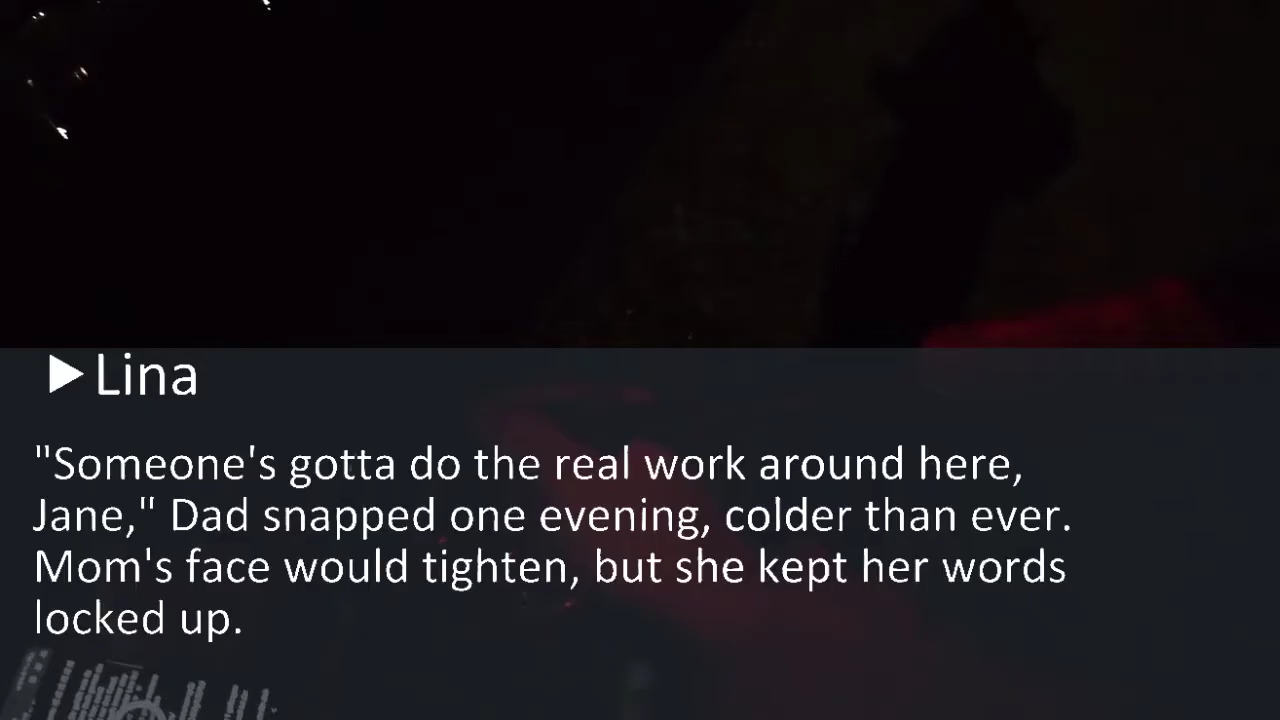 ▶Lina
"Someone's gotta do the real work around here,
Jane," Dad snapped one evening, colder than ever.
Mom's face would tighten, but she kept her words
locked up.